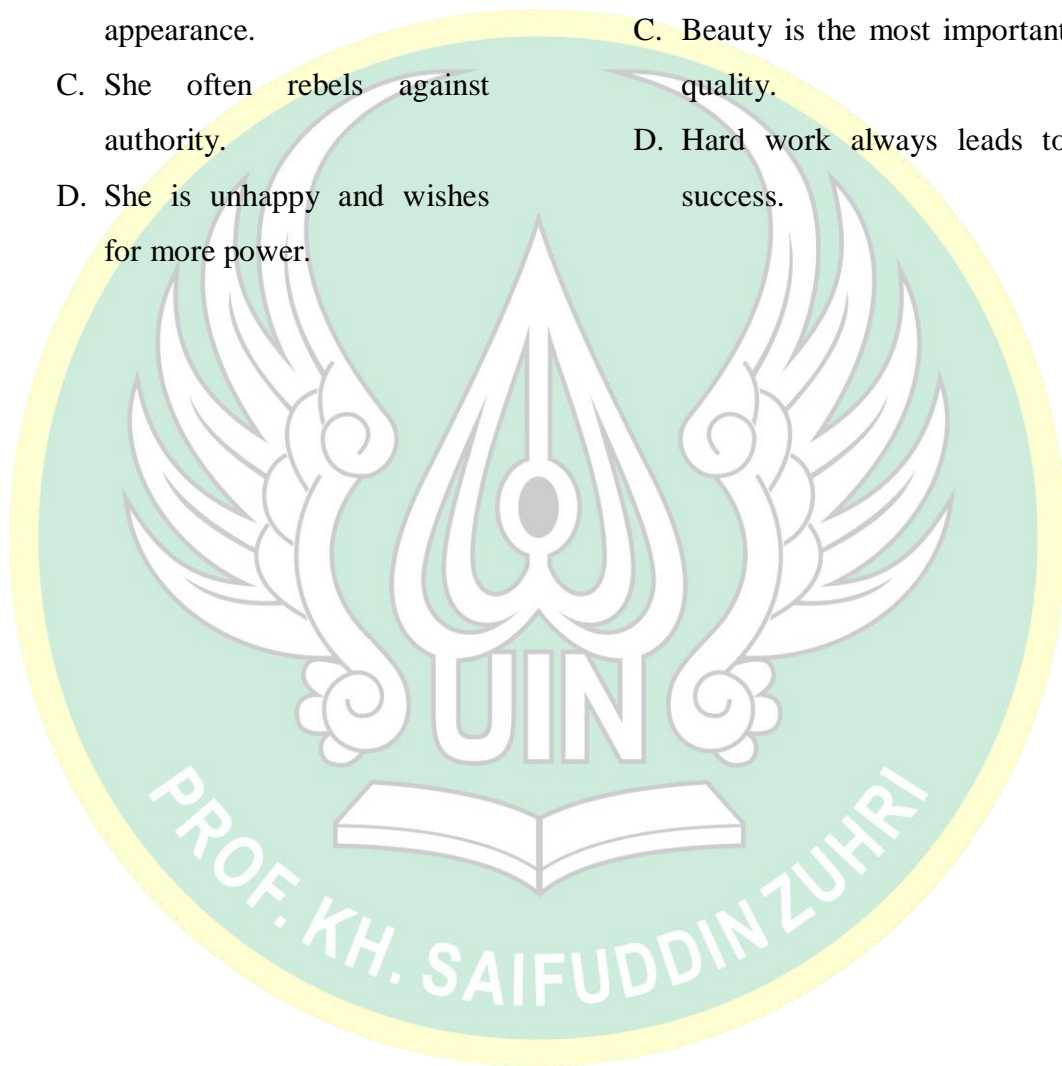 appearance.
C. She often rebels against
authority.
D. She is unhappy and wishes
for more power.
C. Beauty is the most important
quality.
D. Hard work always leads to
success.
UIN
PROF. KH. SAIFUDDIN ZUHRI